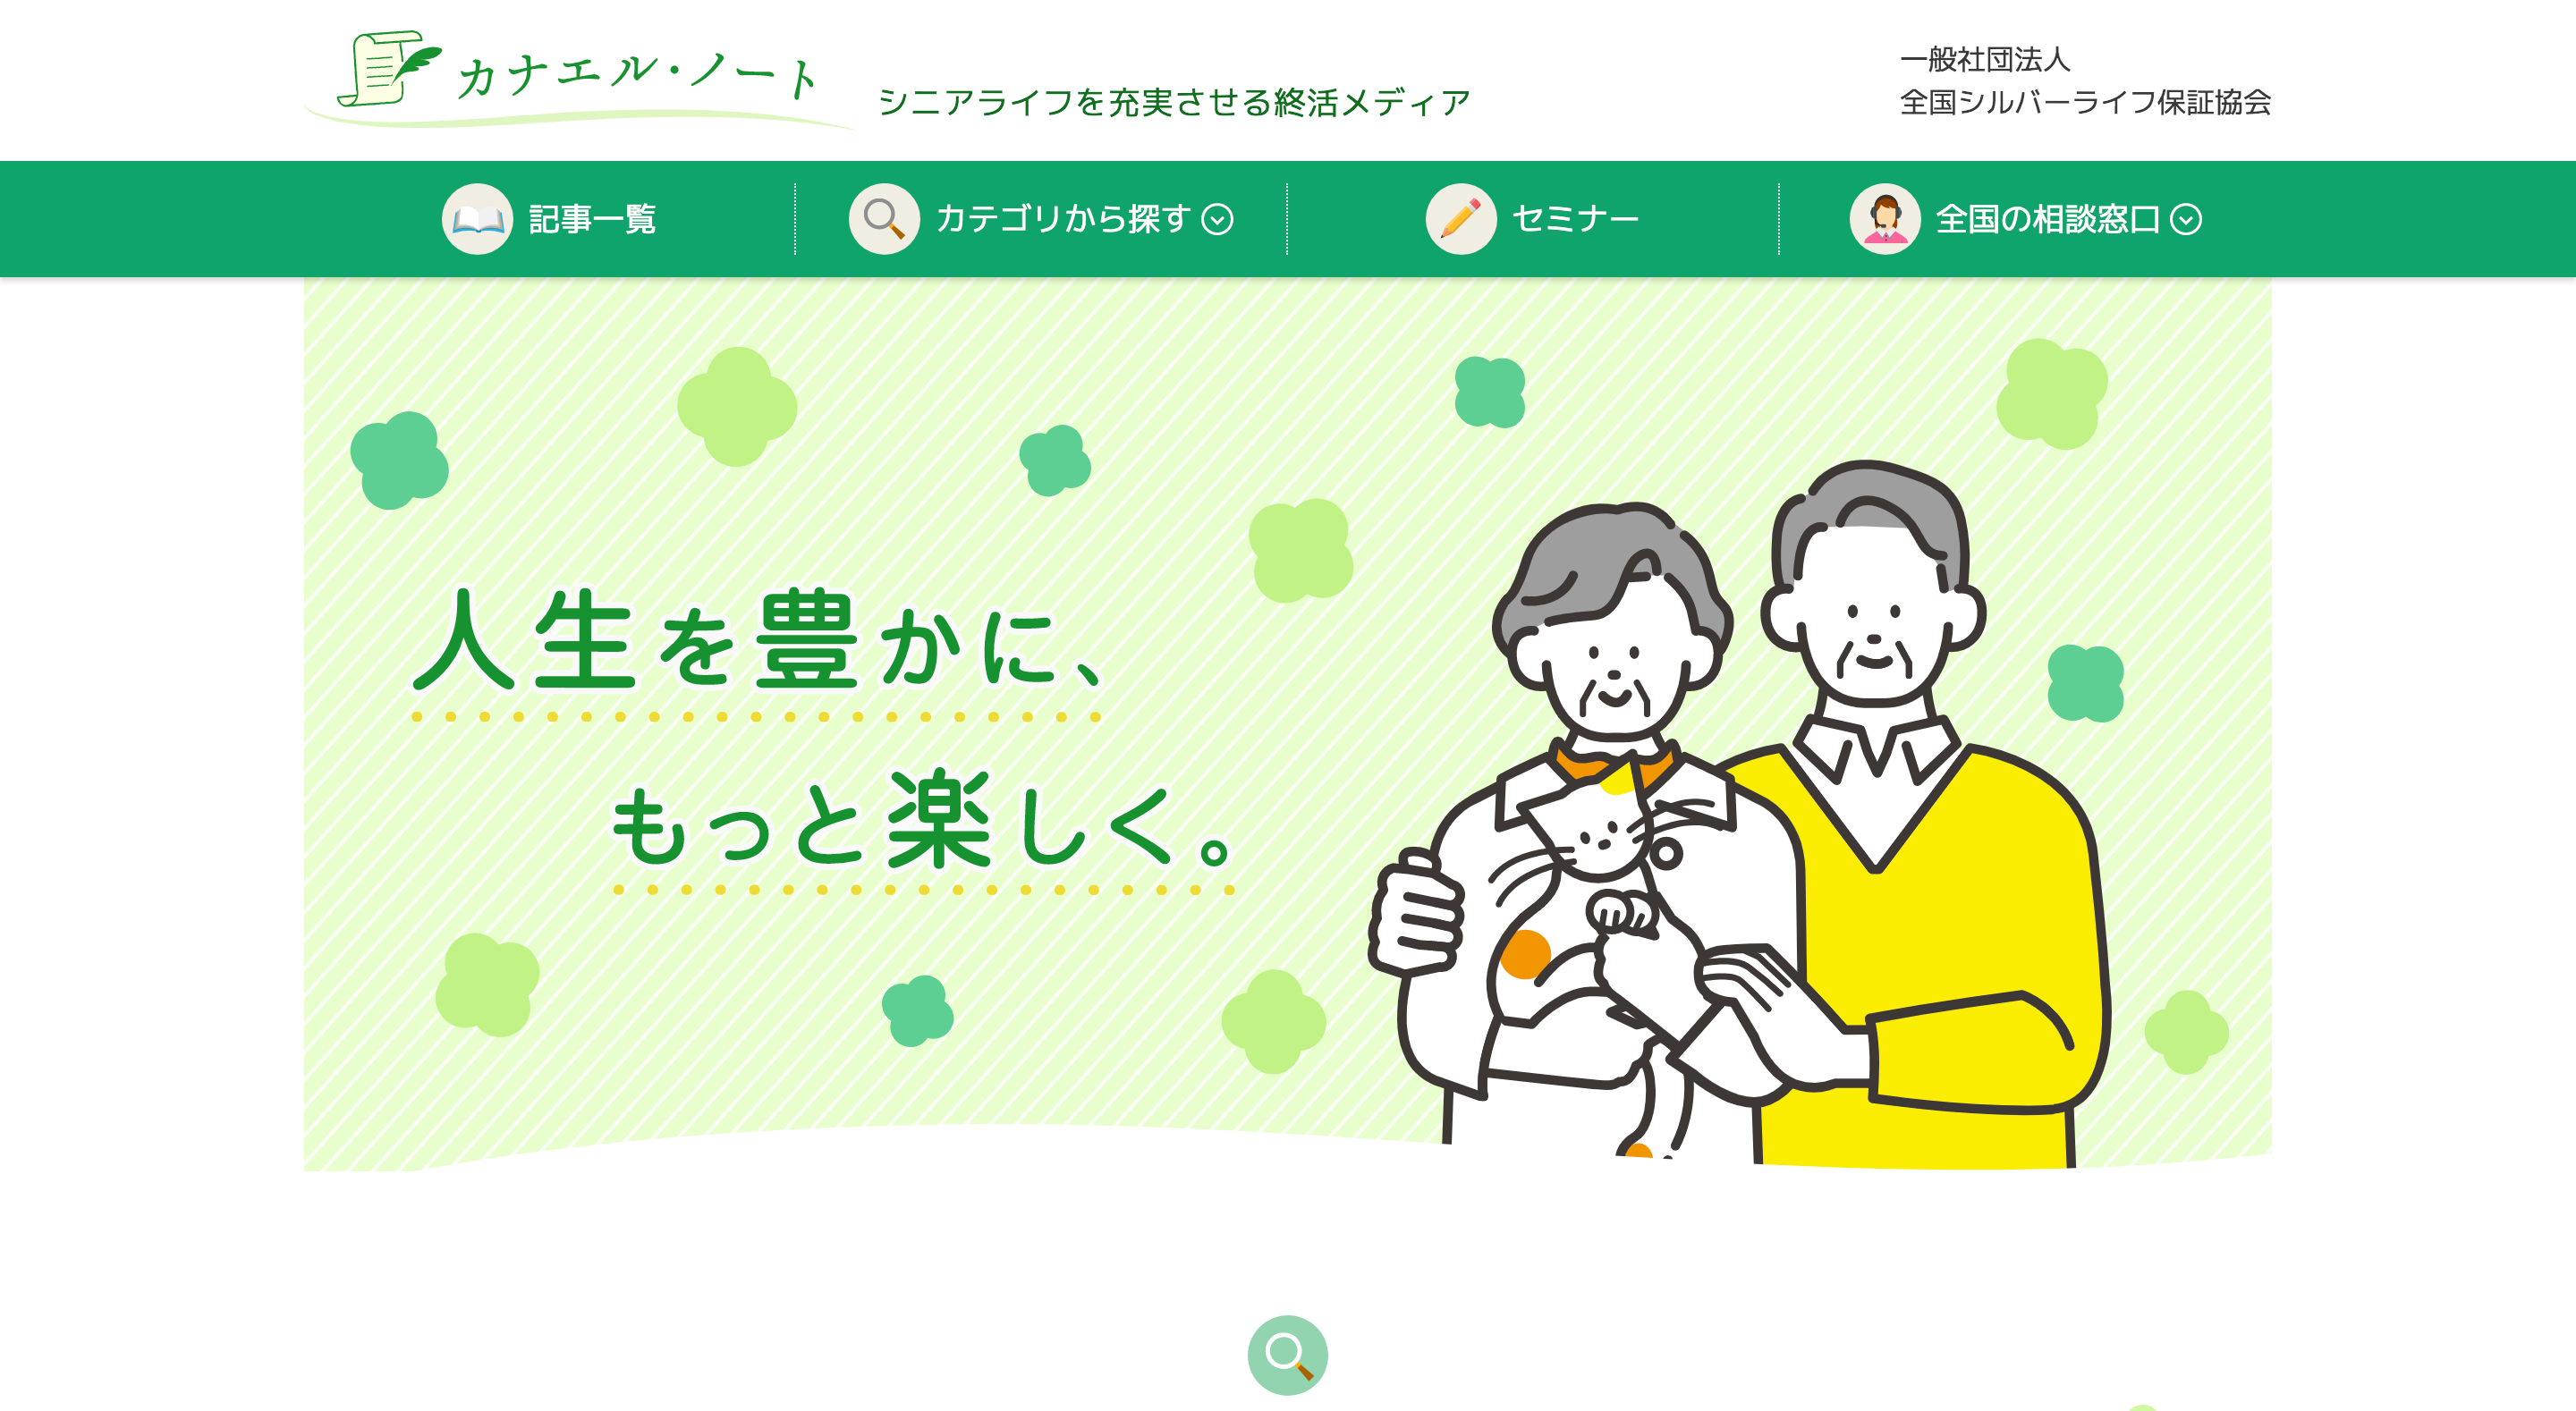 カナエル・ノート
シニアライフを充実させる終活メディア
一般社団法人
全国シルバーライフ保証協会
記事一覧
カテゴリから探す
セミナー
全国の相談窓口
人生を豊かに、
もっと楽しく。